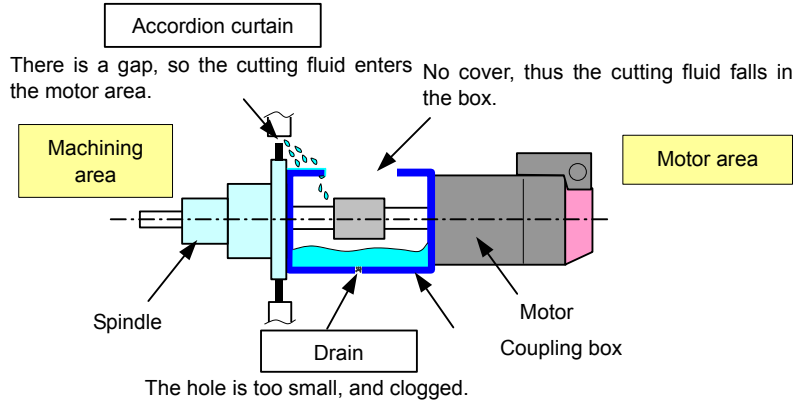 Accordion curtain
There is a gap, so the cutting fluid enters
the motor area.
No cover, thus the cutting fluid falls in
the box.
Machining
area
Motor area
Spindle
Motor
Coupling box
Drain
The hole is too small, and clogged.